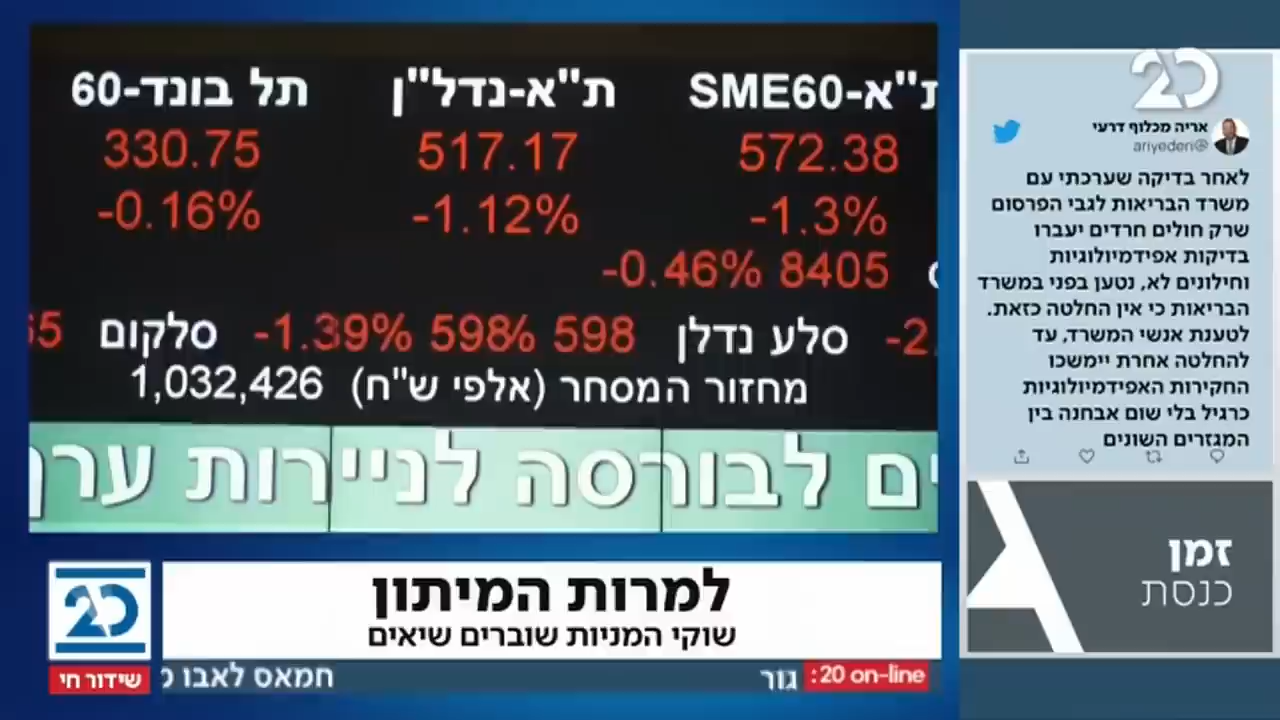 ת"א-SME60
ת"א-נדל"ן
תל בונד-60
572.38
517.17
330.75
-1.3%
-1.12%
-0.16%
-0.46% 8405
סלע נדלן -1.39% 598% 598 סלקום
מחזור המסחר (אלפי ש"ח) 1,032,426
לבורסה לניירות ערך
למרות המיתון
שוקי המניות שוברים שיאים
20
שידור חי
20 on-line:
גור
חמאס לאבו
20
אריה מכלוף דרעי
@ariyederi
לאחר בדיקה שערכתי עם
משרד הבריאות לגבי הפרסום
שרק חולים חרדים יעברו
בדיקות אפידמיולוגיות
וחילונים לא, נטען בפני במשרד
הבריאות כי אין החלטה כזאת.
לטענת אנשי המשרד, עד
להחלטה אחרת יימשכו
החקירות האפידמיולוגיות
כרגיל בלי שום אבחנה בין
המגזרים השונים
זמן
כנסת